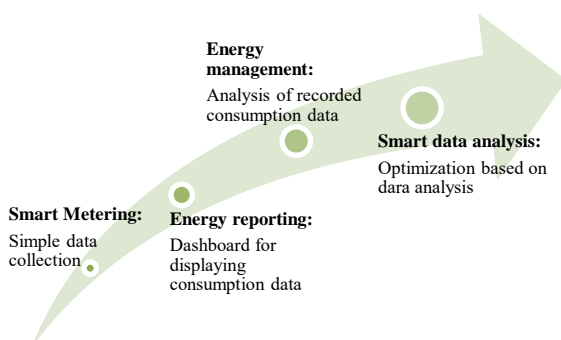 Smart Metering:
Simple data
collection
Energy reporting:
Dashboard for
displaying
consumption data
Energy
management:
Analysis of recorded
consumption data
Smart data analysis:
Optimization based on
dara analysis